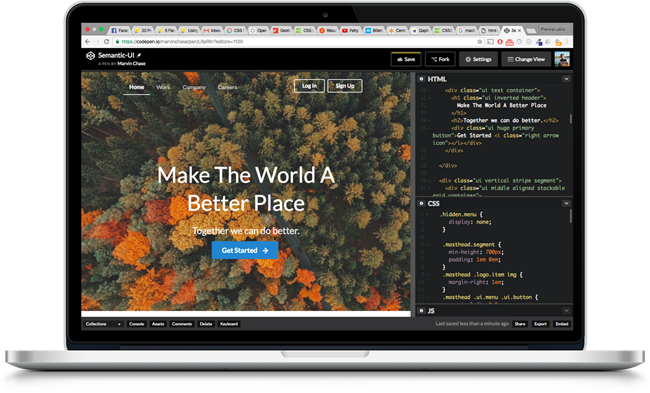 Semantic-UI
A PEN BY Marvin Chase
Save
Fork
Settings
Change View
Home Work Company Careers
Log In
Sign Up
Make The World A
Better Place
Together we can do better.
Get Started
HTML
<div class="ui text container">
<h1 class="ui inverted header">
Make The World A Better Place
</h1>
<h2>Together we can do better.</h2>
<div class="ui huge primary
button">Get Started <i class="right arrow
icon"></i></div>
</div>
</div>
<div class="ui vertical stripe segment">
<div class="ui middle aligned stackable
grid container">
CSS
.hidden.menu {
display: none;
}
.masthead.segment {
min-height: 700px;
padding: 1em 0em;
}
.masthead .logo.item img {
margin-right: 1em;
}
.masthead .ui.menu .ui.button {
JS
Collections
Console
Assets
Comments
Delete
Keyboard
Last saved less than a minute ago
Share
Export
Embed